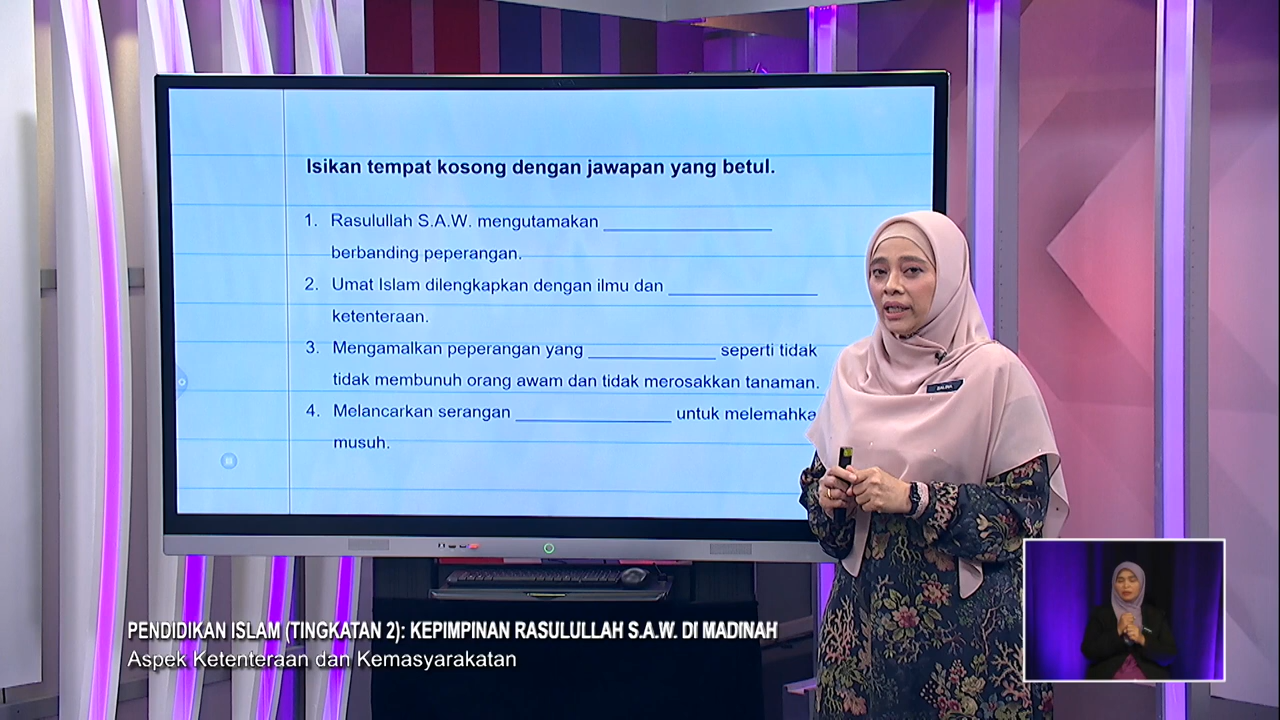 Isikan tempat kosong dengan jawapan yang betul.
1. Rasulullah S.A.W. mengutamakan
berbanding peperangan.
2. Umat Islam dilengkapkan dengan ilmu dan
ketenteraan.
3. Mengamalkan peperangan yang seperti tidak
tidak membunuh orang awam dan tidak merosakkan tanaman.
4. Melancarkan serangan untuk melemahka
musuh.
PENDIDIKAN ISLAM (TINGKATAN 2): KEPIMPINAN RASULULLAH S.A.W. DI MADINAH
Aspek Ketenteraan dan Kemasyarakatan